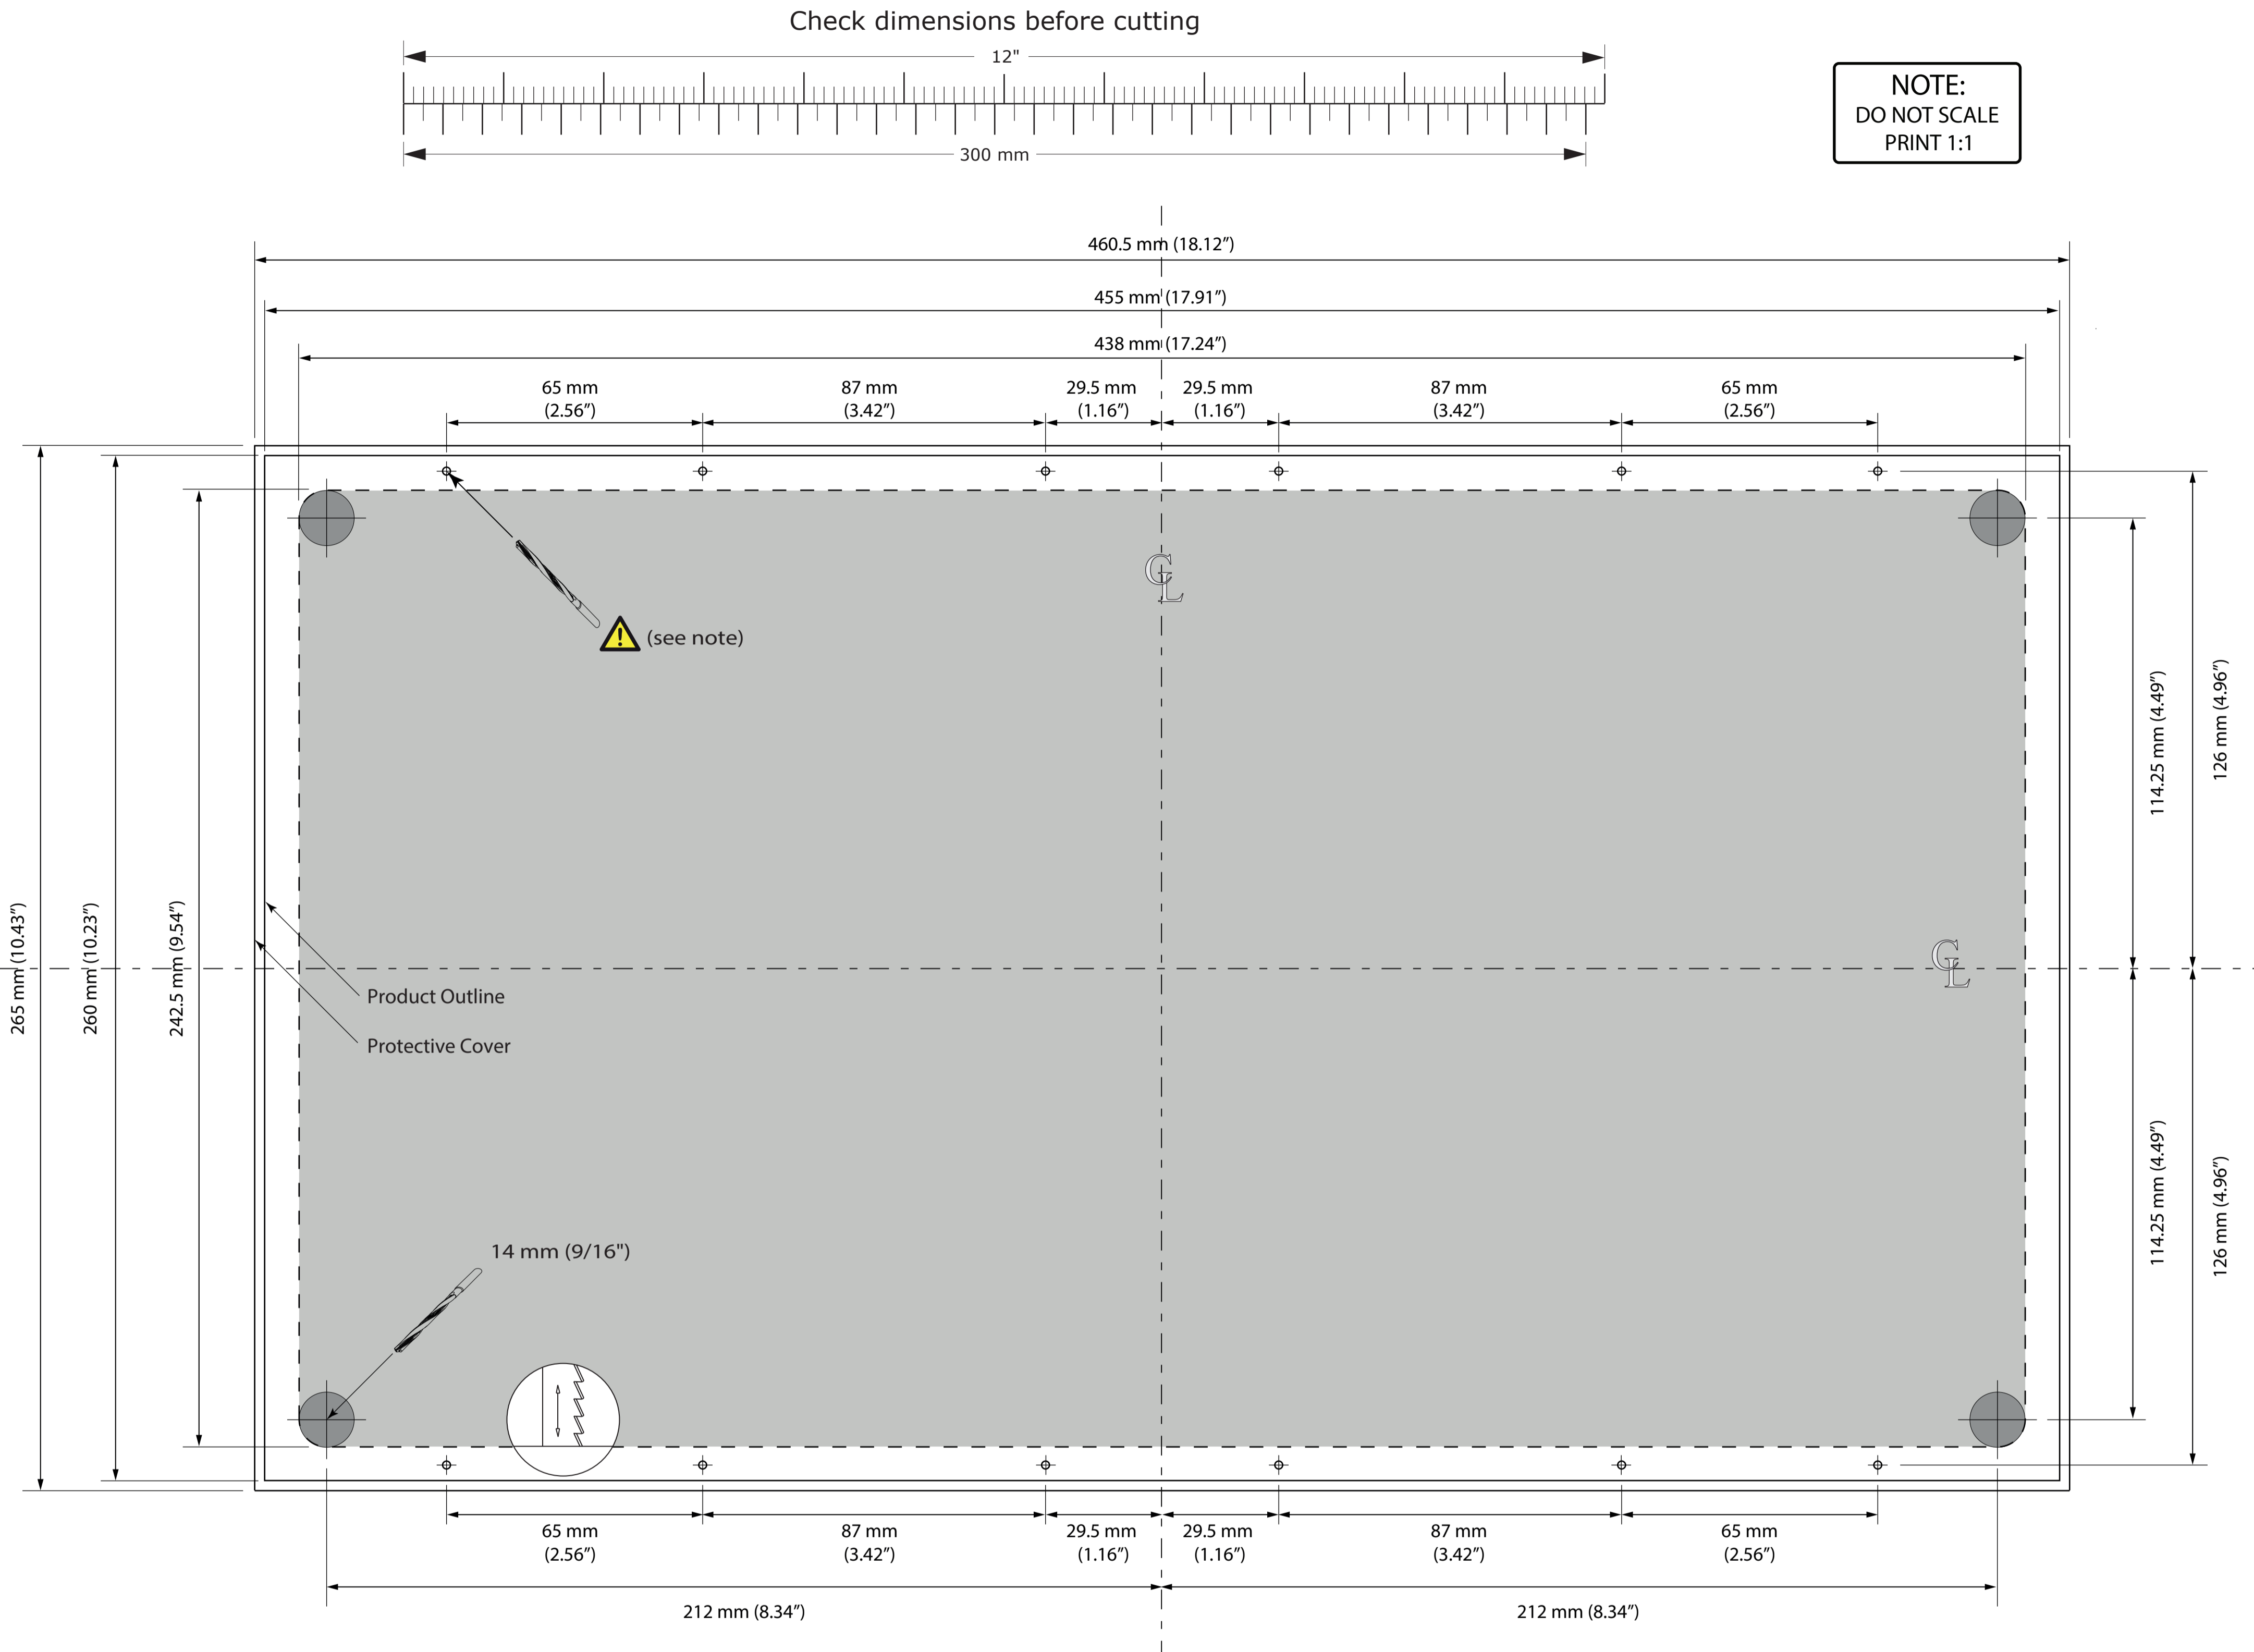 Check dimensions before cutting
12"
300 mm
NOTE:
DO NOT SCALE
PRINT 1:1
460.5 mm (18.12”)
455 mm (17.91”)
438 mm (17.24”)
65 mm
(2.56”)
87 mm
(3.42”)
29.5 mm
(1.16”)
29.5 mm
(1.16”)
87 mm
(3.42”)
65 mm
(2.56”)
CL
(see note)
114.25 mm (4.49”)
126 mm (4.96”)
265 mm (10.43”)
260 mm (10.23”)
242.5 mm (9.54”)
CL
Product Outline
Protective Cover
114.25 mm (4.49”)
126 mm (4.96”)
14 mm (9/16")
65 mm
(2.56”)
87 mm
(3.42”)
29.5 mm
(1.16”)
29.5 mm
(1.16”)
87 mm
(3.42”)
65 mm
(2.56”)
212 mm (8.34”)
212 mm (8.34”)